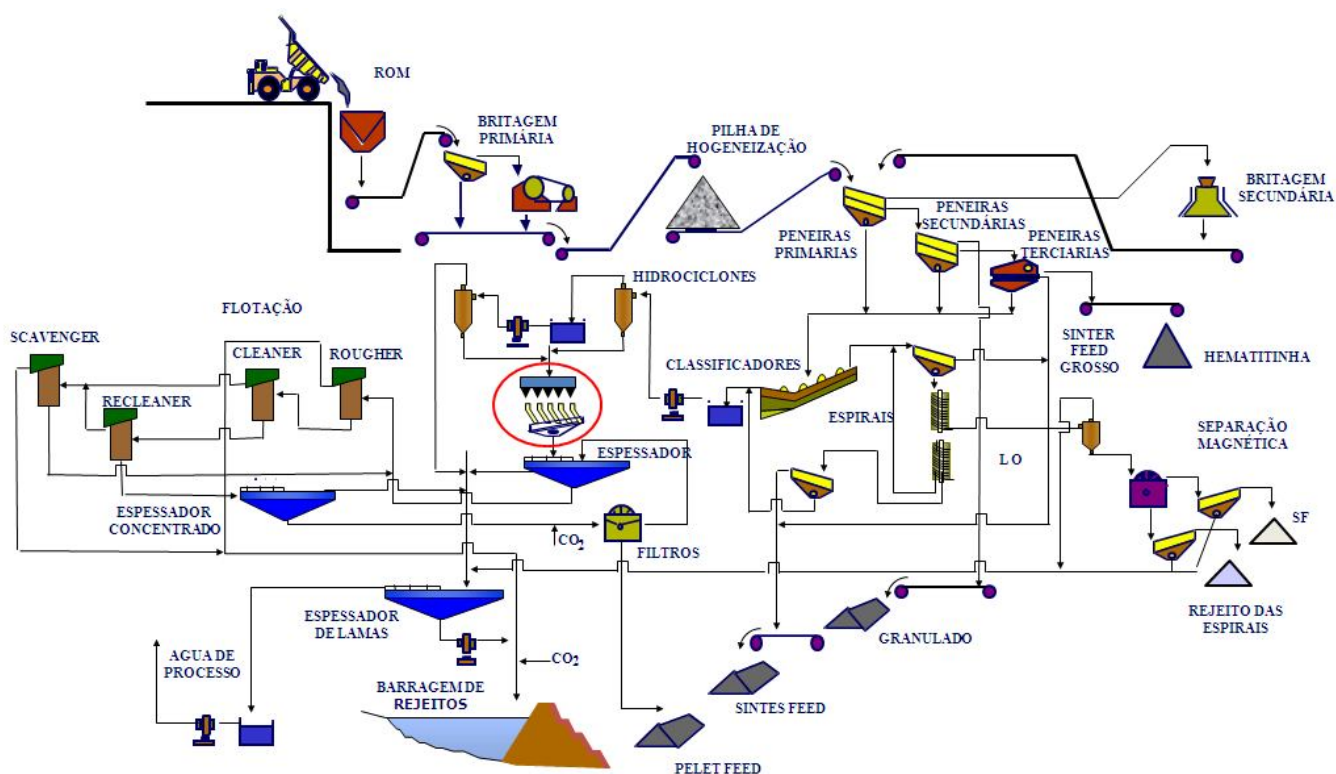 ROM
BRITAGEM
PRIMÁRIA
PILHA DE
HOGENEIZAÇÃO
BRITAGEM
SECUNDÁRIA
PENEIRAS
SECUNDÁRIAS
PENEIRAS
PRIMARIAS
PENEIRAS
TERCIARIAS
HIDROCICLONES
FLOTAÇÃO
SCAVENGER
CLEANER
ROUGHER
RECLEANER
CLASSIFICADORES
SINTER
FEED
GROSSO
HEMATITINHA
ESPIRAIS
SEPARAÇÃO
MAGNÉTICA
L O
ESPESSADOR
ESPESSADOR
CONCENTRADO
CO2
FILTROS
SF
REJEITO DAS
ESPIRAIS
ESPESSADOR
DE LAMAS
GRANULADO
AGUA DE
PROCESSO
CO2
BARRAGEM DE
REJEITOS
SINTES FEED
PELET FEED